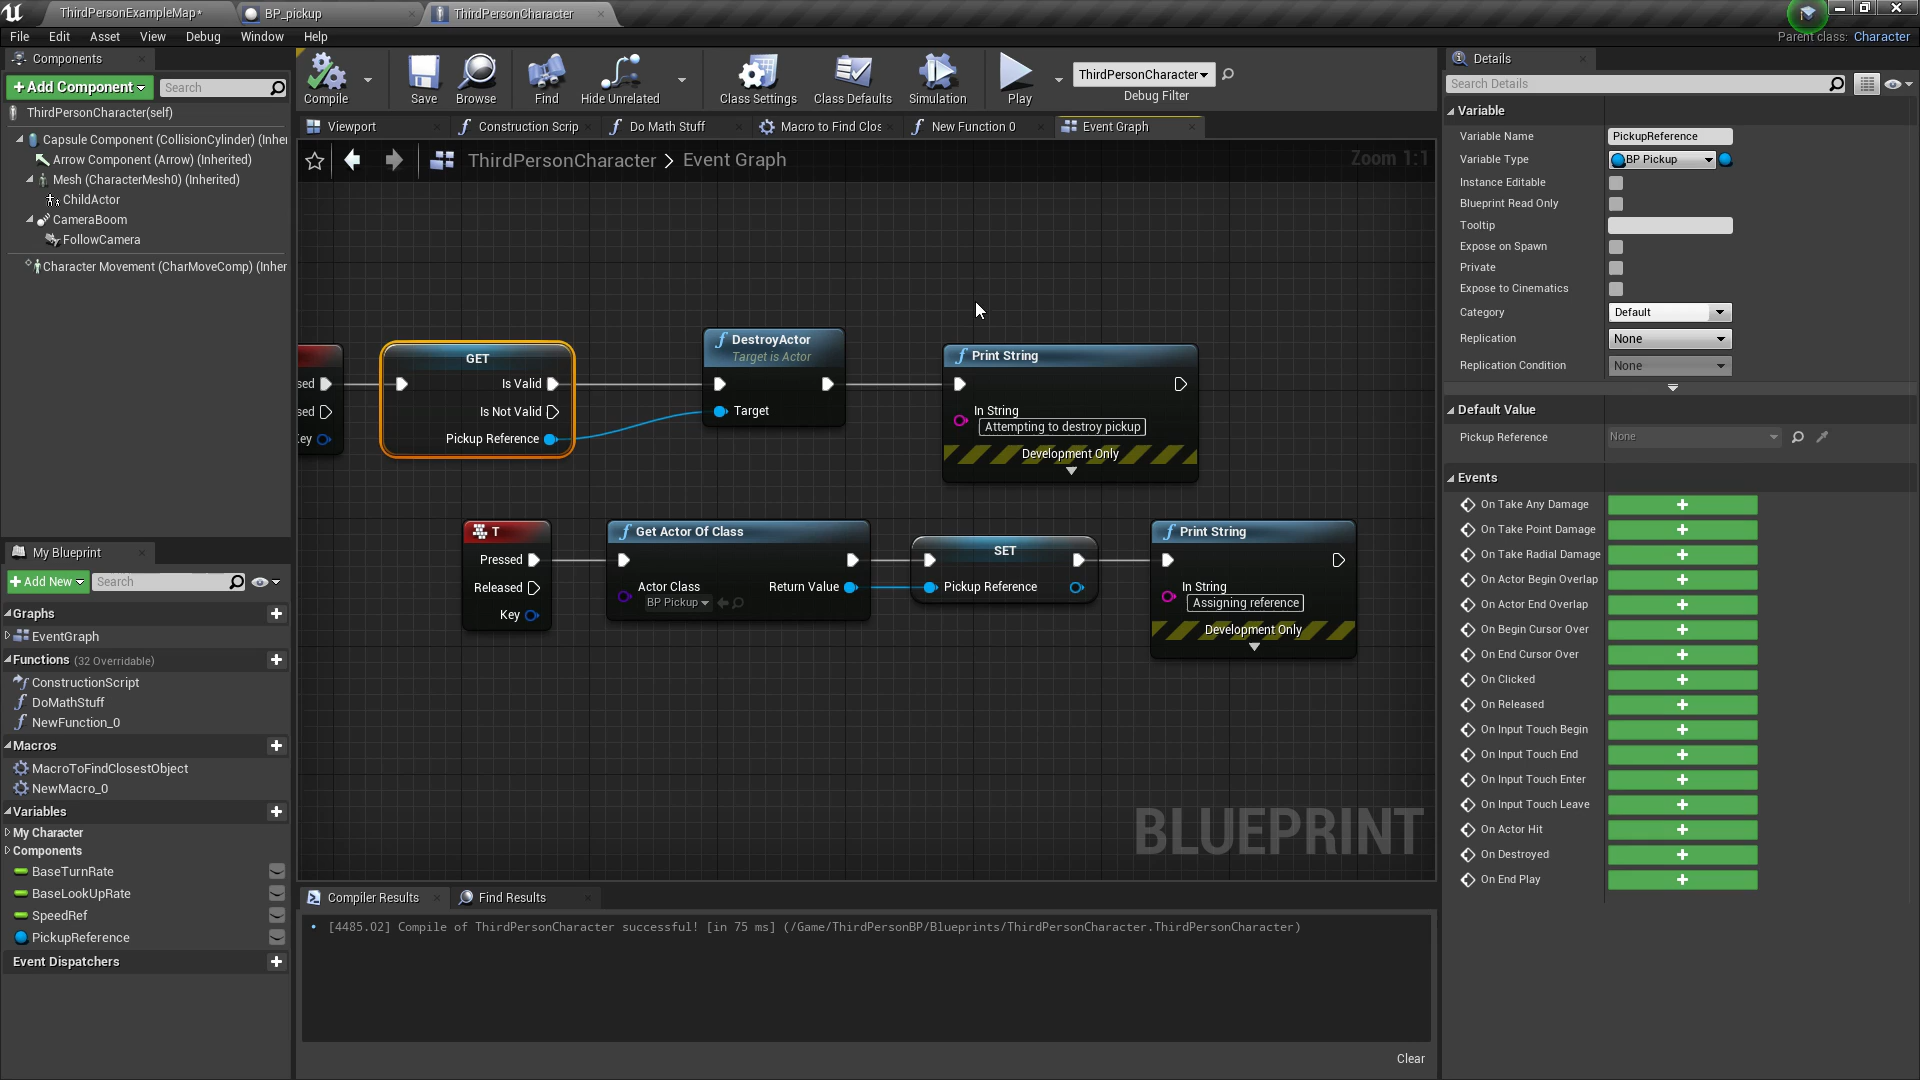 ThirdPersonExampleMap*
BP_pickup
ThirdPersonCharacter
File Edit Asset View Debug Window Help
Parent class: Character
Components
+Add Component
Search
ThirdPersonCharacter(self)
Capsule Component (CollisionCylinder) (Inher
Arrow Component (Arrow) (Inherited)
Mesh (CharacterMesh0) (Inherited)
ChildActor
CameraBoom
FollowCamera
Character Movement (CharMoveComp) (Inher
My Blueprint
+Add New
Search
Graphs
EventGraph
Functions (32 Overridable)
ConstructionScript
DoMathStuff
NewFunction_0
Macros
MacroToFindClosestObject
NewMacro_0
Variables
My Character
Components
BaseTurnRate
BaseLookUpRate
SpeedRef
PickupReference
Event Dispatchers
Compile
Save
Browse
Find
Hide Unrelated
Class Settings
Class Defaults
Simulation
Play
ThirdPersonCharacter
Debug Filter
Viewport
Construction Scrip
Do Math Stuff
Macro to Find Clos
New Function 0
Event Graph
ThirdPersonCharacter > Event Graph
Zoom 1:1
sed
sed
Key
GET
Is Valid
Is Not Valid
Pickup Reference
DestroyActor
Target is Actor
Target
Print String
In String
Attempting to destroy pickup
Development Only
T
Pressed
Released
Key
Get Actor Of Class
Actor Class
BP Pickup
Return Value
SET
Pickup Reference
Print String
In String
Assigning reference
Development Only
BLUEPRINT
Compiler Results
Find Results
[4485.02] Compile of ThirdPersonCharacter successful! [in 75 ms] (/Game/ThirdPersonBP/Blueprints/ThirdPersonCharacter.ThirdPersonCharacter)
Clear
Details
Search Details
Variable
Variable Name PickupReference
Variable Type BP Pickup
Instance Editable
Blueprint Read Only
Tooltip
Expose on Spawn
Private
Expose to Cinematics
Category Default
Replication None
Replication Condition None
Default Value
Pickup Reference None
Events
On Take Any Damage
On Take Point Damage
On Take Radial Damage
On Actor Begin Overlap
On Actor End Overlap
On Begin Cursor Over
On End Cursor Over
On Clicked
On Released
On Input Touch Begin
On Input Touch End
On Input Touch Enter
On Input Touch Leave
On Actor Hit
On Destroyed
On End Play